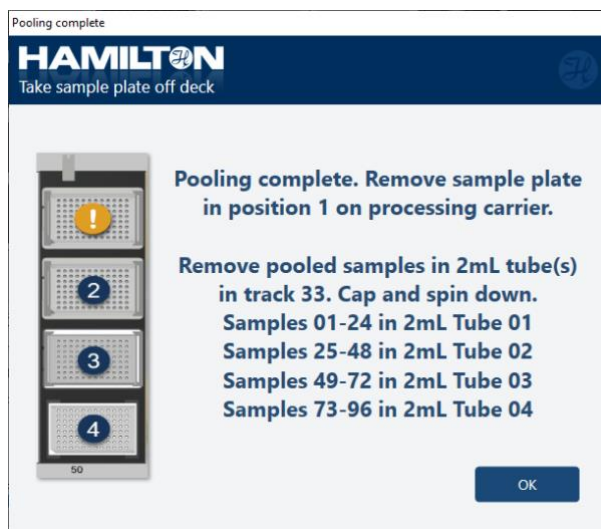 Pooling complete
HAMILTON
Take sample plate off deck
!
2
3
4
50
Pooling complete. Remove sample plate
in position 1 on processing carrier.
Remove pooled samples in 2mL tube(s)
in track 33. Cap and spin down.
Samples 01-24 in 2mL Tube 01
Samples 25-48 in 2mL Tube 02
Samples 49-72 in 2mL Tube 03
Samples 73-96 in 2mL Tube 04
OK